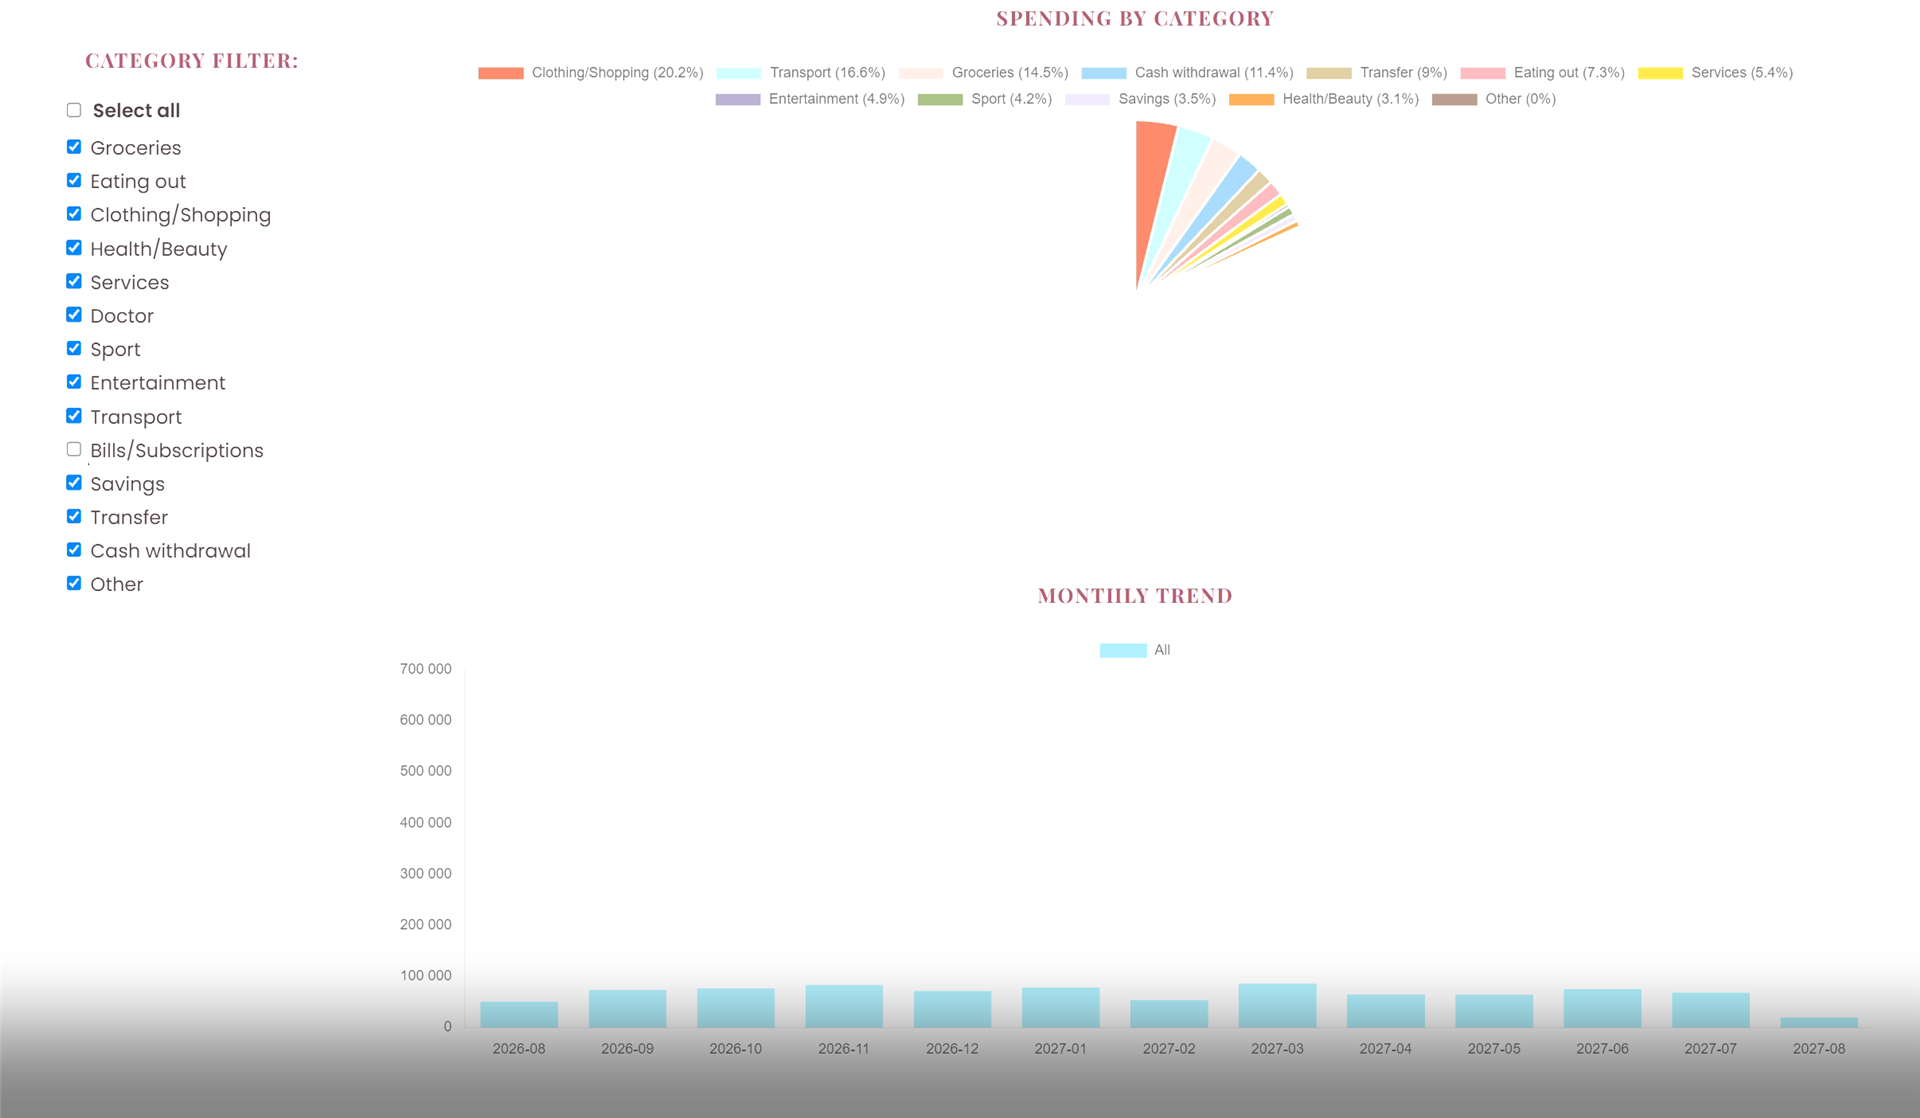 SPENDING BY CATEGORY
CATEGORY FILTER:
Clothing/Shopping (20.2%) Transport (16.6%) Groceries (14.5%) Cash withdrawal (11.4%) Transfer (9%) Eating out (7.3%) Services (5.4%)
Entertainment (4.9%) Sport (4.2%) Savings (3.5%) Health/Beauty (3.1%) Other (0%)
Select all
Groceries
Eating out
Clothing/Shopping
Health/Beauty
Services
Doctor
Sport
Entertainment
Transport
Bills/Subscriptions
Savings
Transfer
Cash withdrawal
Other
MONTHLY TREND
All
700 000
600 000
500 000
400 000
300 000
200 000
100 000
0
2026-08 2026-09 2026-10 2026-11 2026-12 2027-01 2027-02 2027-03 2027-04 2027-05 2027-06 2027-07 2027-08